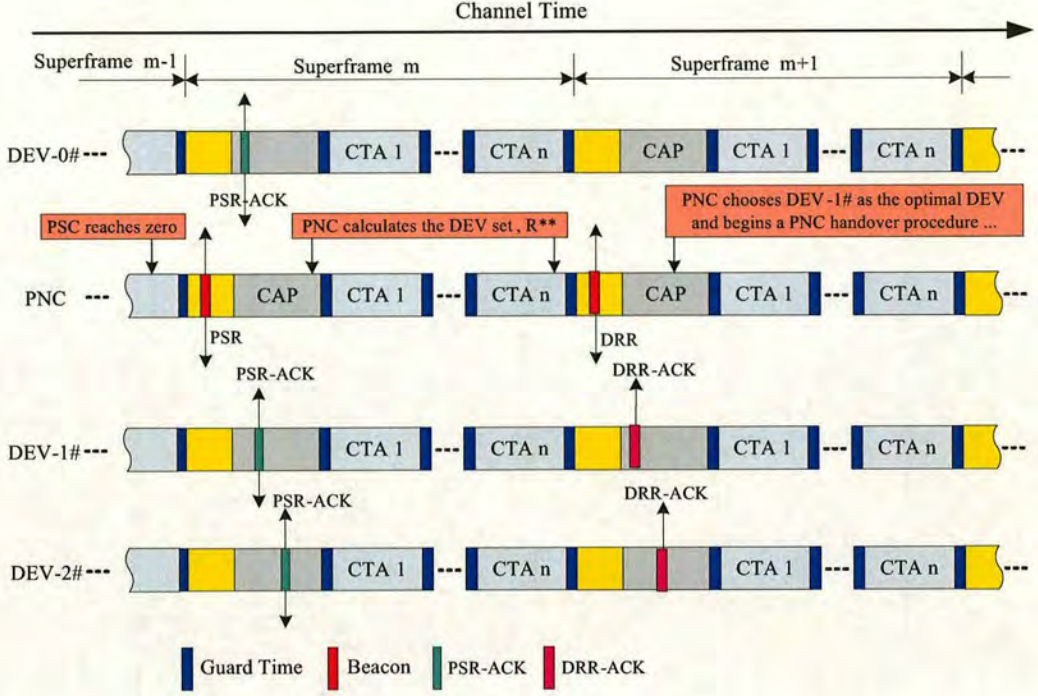 Channel Time
Superframe m-1
Superframe m
Superframe m+1
DEV-0#
CTA 1
CTA n
CAP
CTA 1
CTA n
PSR-ACK
PSC reaches zero
PNC calculates the DEV set , R**
PNC chooses DEV -1# as the optimal DEV
and begins a PNC handover procedure ...
PNC
CAP
CTA 1
CTA n
CAP
CTA 1
CTA n
PSR
DRR
PSR-ACK
DRR-ACK
DEV-1#
CTA 1
CTA n
CTA 1
CTA n
PSR-ACK
DRR-ACK
DEV-2#
CTA 1
CTA n
CTA 1
CTA n
Guard Time
Beacon
PSR-ACK
DRR-ACK